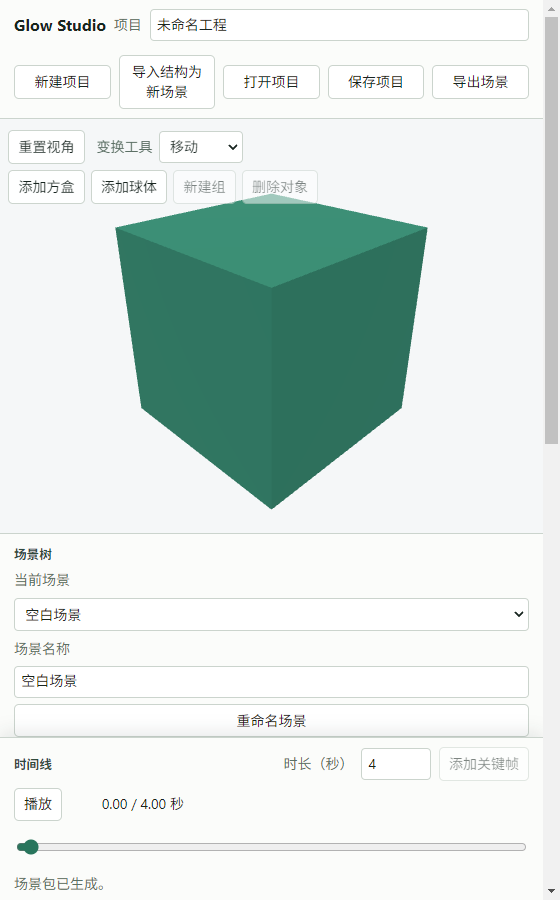 Glow Studio 项目 未命名工程
新建项目 导入结构为 打开项目 保存项目 导出场景
新场景
重置视角 变换工具 移动
添加方盒 添加球体 新建组 删除对象
场景树
当前场景
空白场景
场景名称
空白场景
重命名场景
时间线 时长（秒） 4 添加关键帧
播放 0.00 / 4.00 秒
场景包已生成。